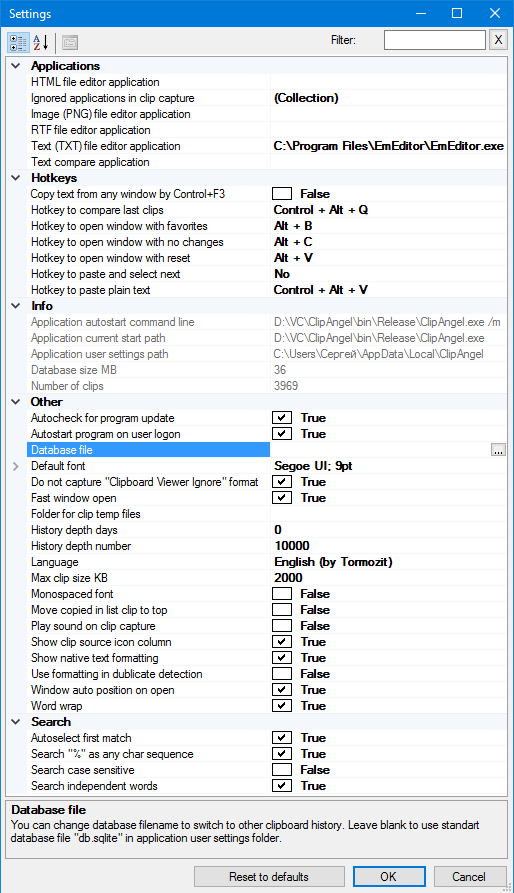 Settings
Filter: X
Applications
HTML file editor application
Ignored applications in clip capture (Collection)
Image (PNG) file editor application
RTF file editor application
Text (TXT) file editor application C:\Program Files\EmEditor\EmEditor.exe
Text compare application
Hotkeys
Copy text from any window by Control+F3 False
Hotkey to compare last clips Control + Alt + Q
Hotkey to open window with favorites Alt + B
Hotkey to open window with no changes Alt + C
Hotkey to open window with reset Alt + V
Hotkey to paste and select next No
Hotkey to paste plain text Control + Alt + V
Info
Application autostart command line D:\VC\ClipAngel\bin\Release\ClipAngel.exe /m
Application current start path D:\VC\ClipAngel\bin\Release\ClipAngel.exe
Application user settings path C:\Users\Сергей\AppData\Local\ClipAngel
Database size MB 36
Number of clips 3969
Other
Autocheck for program update True
Autostart program on user logon True
Database file ...
Default font Segoe UI; 9pt
Do not capture "Clipboard Viewer Ignore" format True
Fast window open True
Folder for clip temp files
History depth days 0
History depth number 10000
Language English (by Tormozit)
Max clip size KB 2000
Monospaced font False
Move copied in list clip to top False
Play sound on clip capture False
Show clip source icon column True
Show native text formatting True
Use formatting in dublicate detection False
Window auto position on open True
Word wrap True
Search
Autoselect first match True
Search "%" as any char sequence True
Search case sensitive False
Search independent words True
Database file
You can change database filename to switch to other clipboard history. Leave blank to use standart
database file "db.sqlite" in application user settings folder.
Reset to defaults OK Cancel